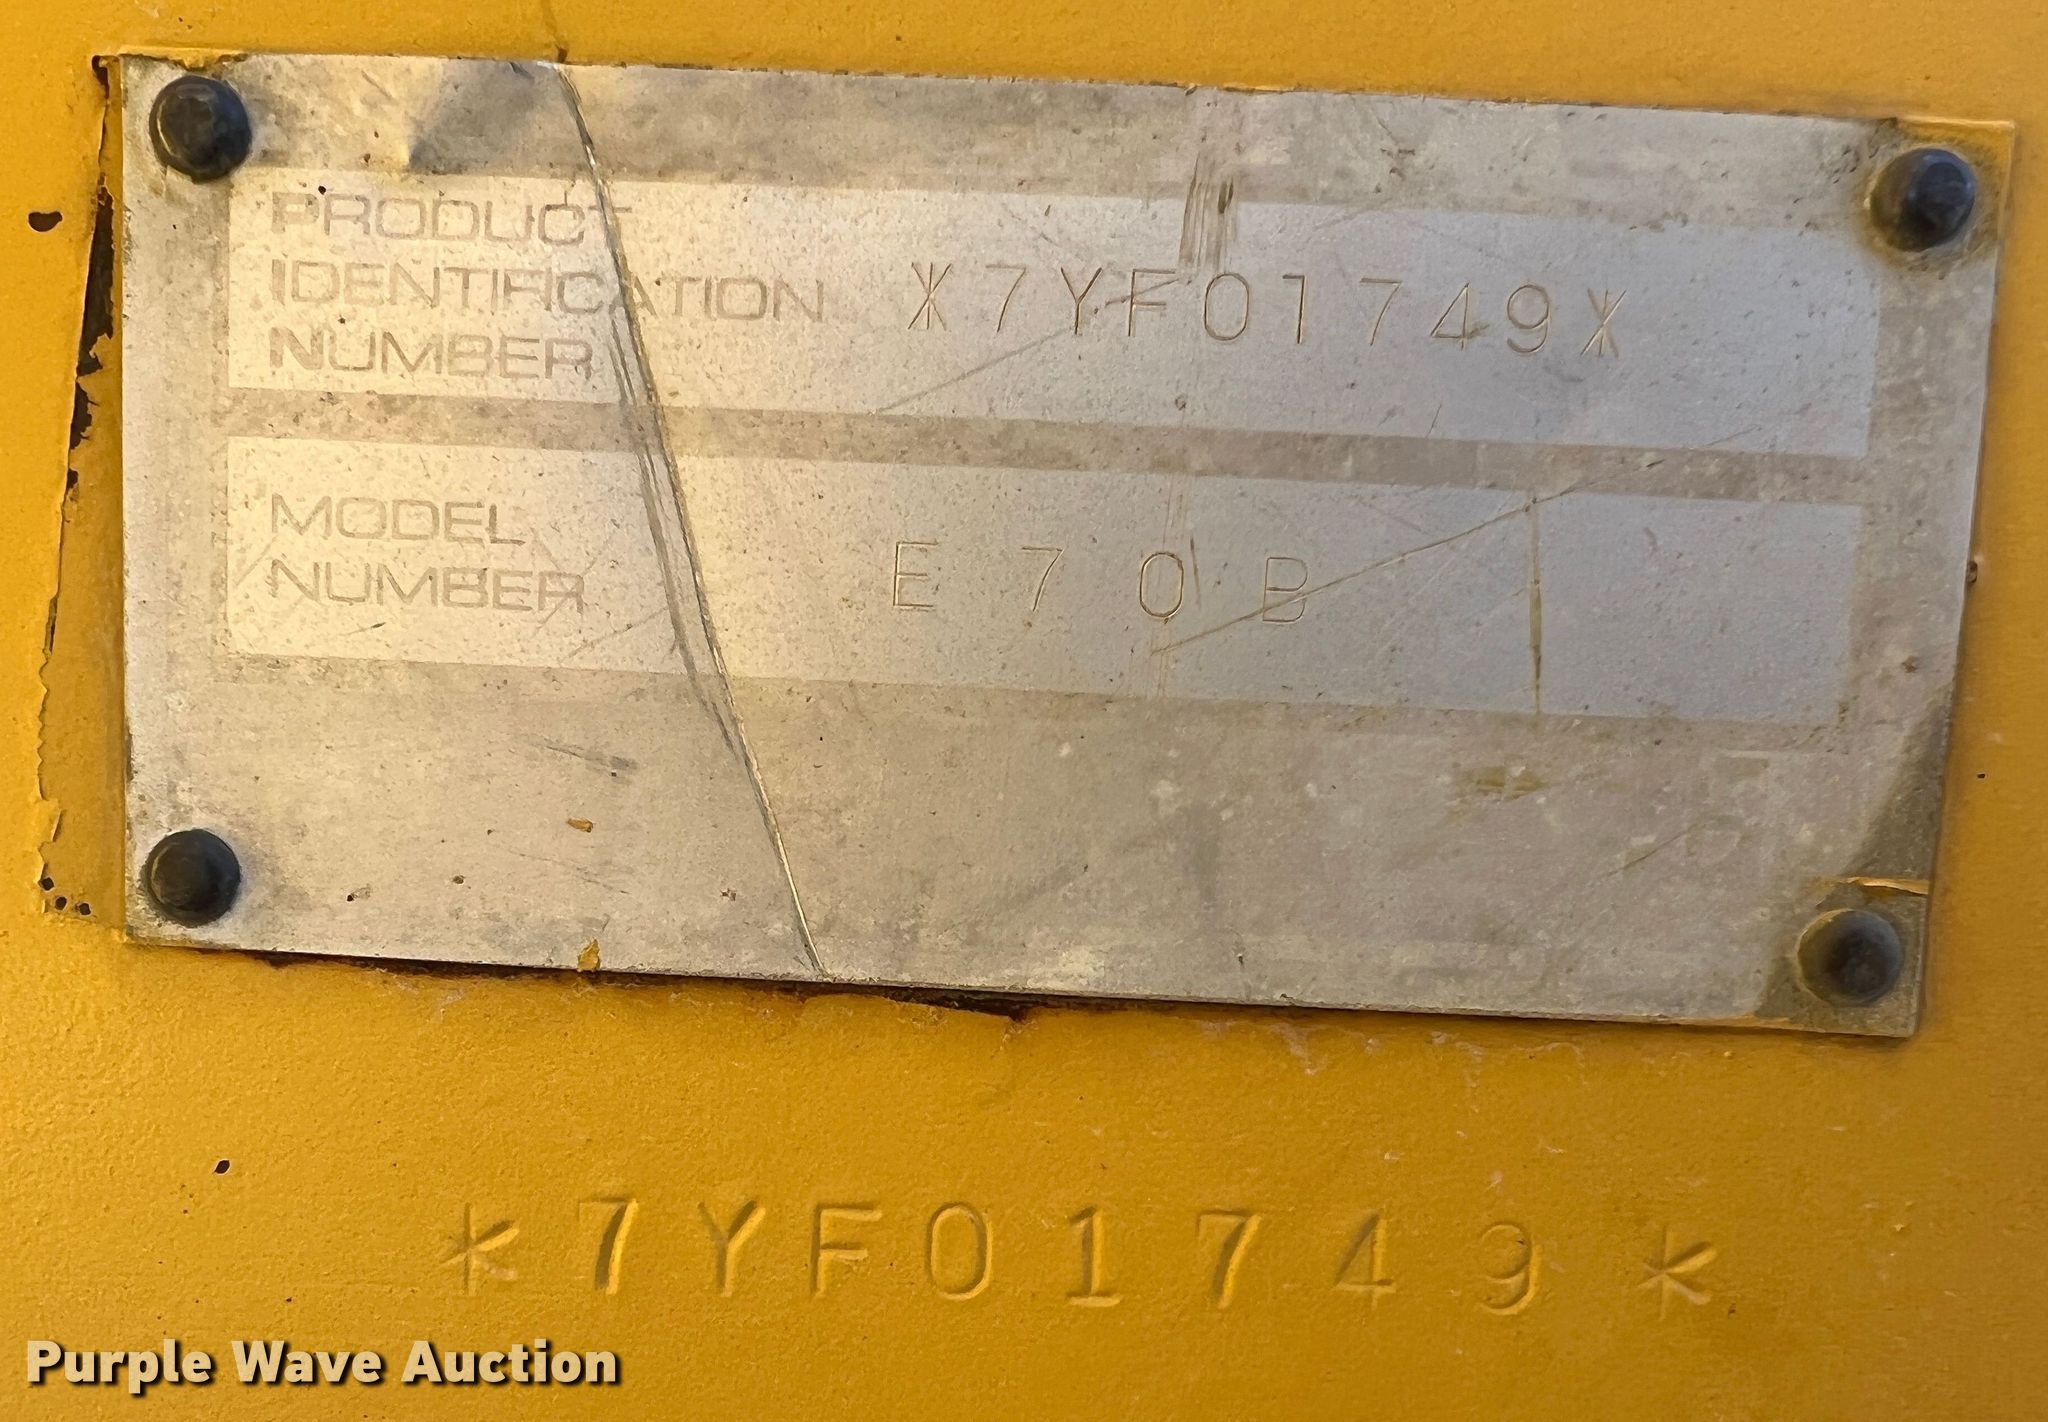 PRODUCT
IDENTIFICATION
NUMBER
*7YF01749*
MODEL
NUMBER
E70B
*7YF01749*
Purple Wave Auction